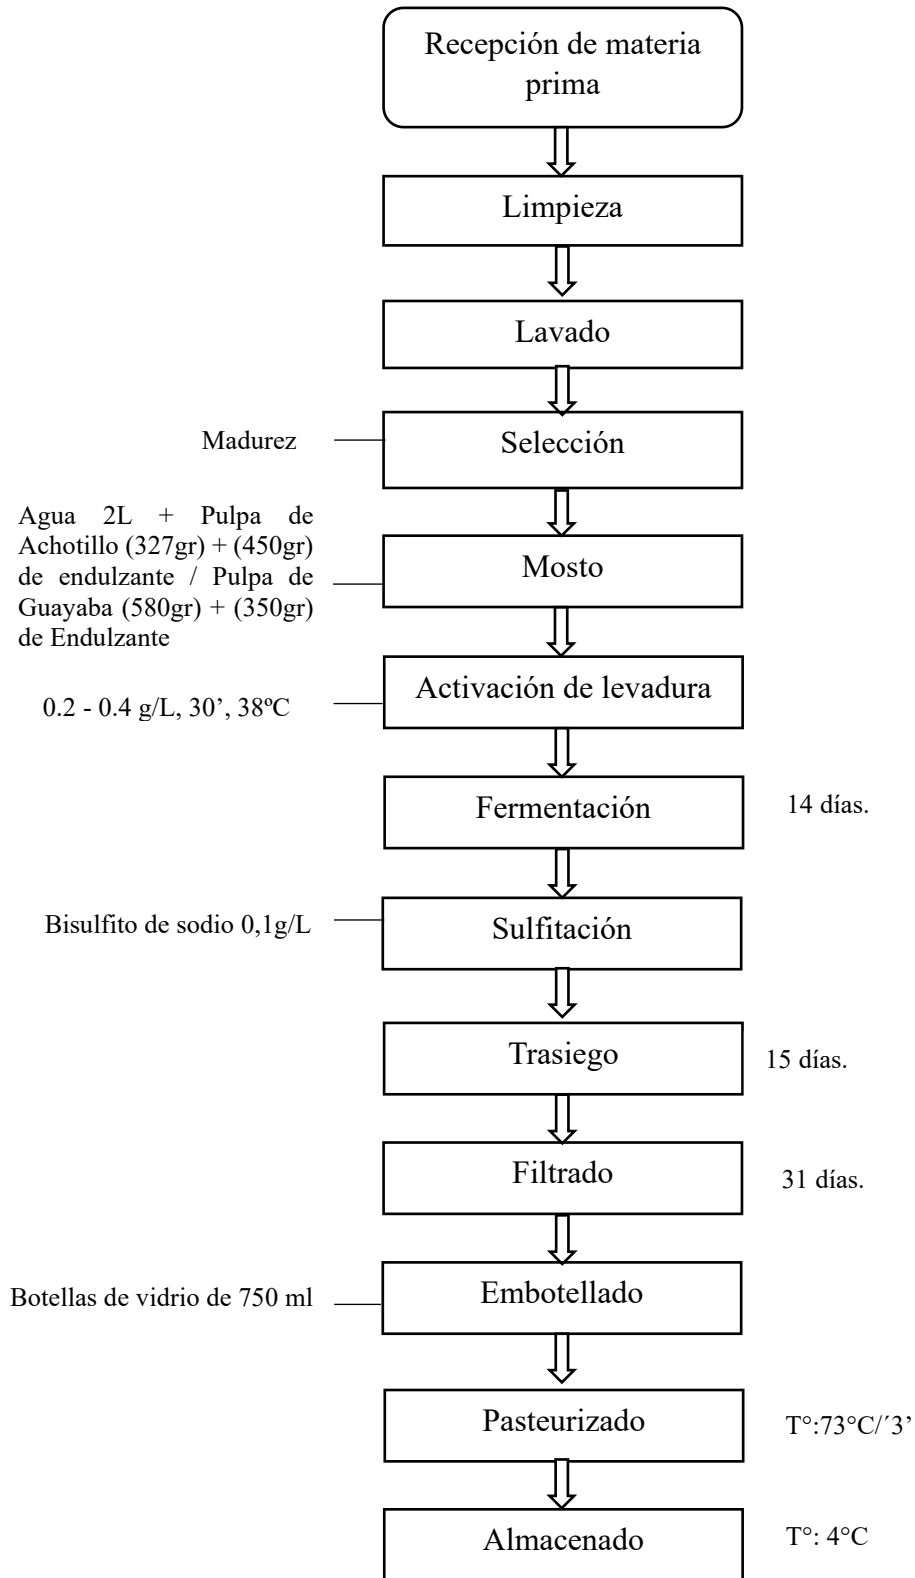 Recepción de materia
prima
Limpieza
Lavado
Madurez
Selección
Agua 2L + Pulpa de
Achotillo (327gr) + (450gr)
de endulzante / Pulpa de
Guayaba (580gr) + (350gr)
de Endulzante
Mosto
Activación de levadura
0.2 - 0.4 g/L, 30’, 38ºC
Fermentación
14 días.
Bisulfito de sodio 0,1g/L
Sulfitación
Trasiego
15 días.
Filtrado
31 días.
Botellas de vidrio de 750 ml
Embotellado
Pasteurizado
T°:73°C/´3’
Almacenado
T°: 4°C